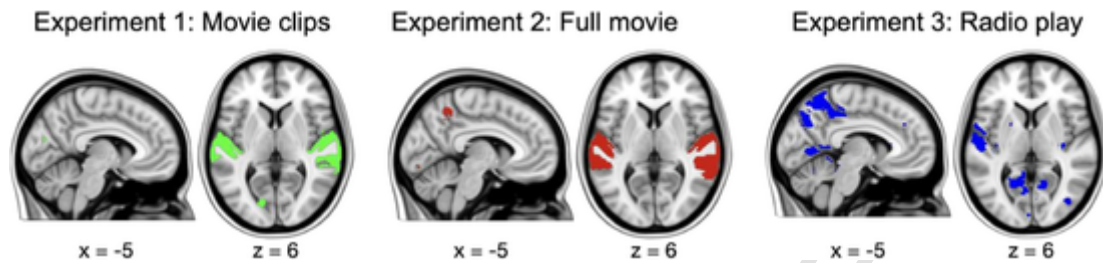 Experiment 1: Movie clips
Experiment 2: Full movie
Experiment 3: Radio play
x = -5
z = 6
x = -5
z = 6
x = -5
z = 6